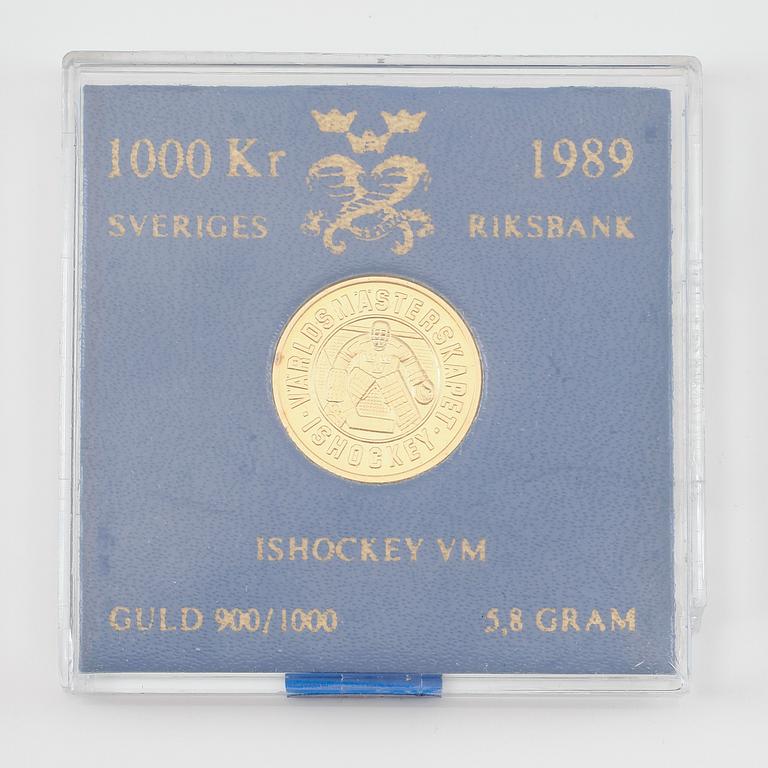 1000 Kr 1989
SVERIGES RIKSBANK
· VÄRLDSMÄSTERSKAPET ·
ISHOCKEY
ISHOCKEY VM
GULD 900/1000 5,8 GRAM